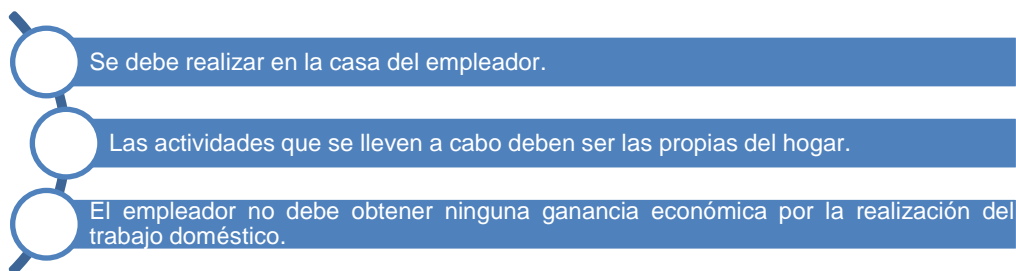 Se debe realizar en la casa del empleador.
Las actividades que se lleven a cabo deben ser las propias del hogar.
El empleador no debe obtener ninguna ganancia económica por la realización del
trabajo doméstico.